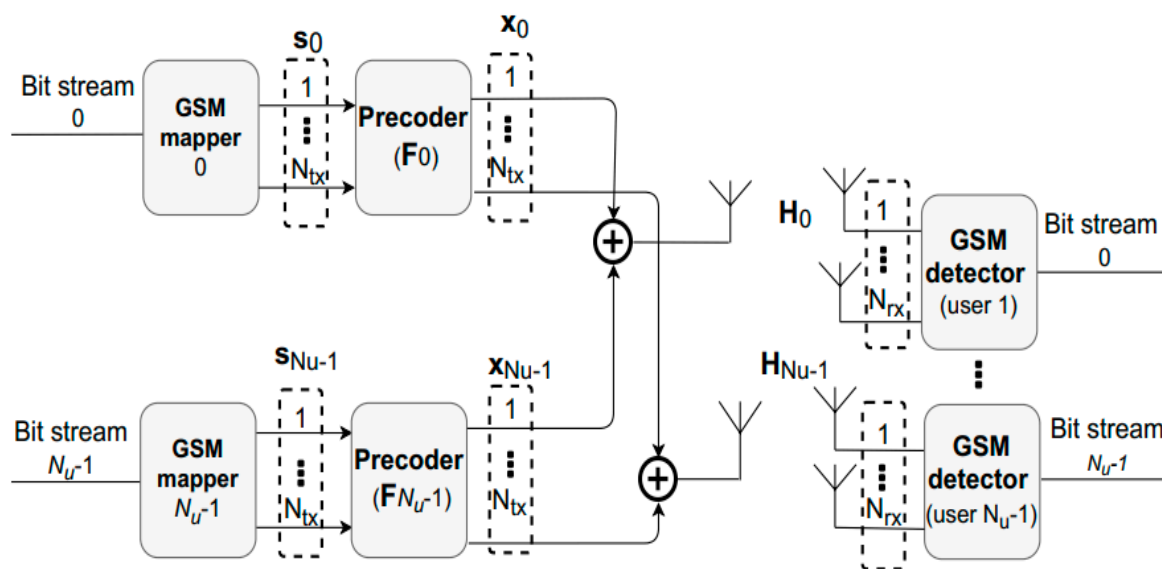 s0
x0
Bit stream
0
GSM
mapper
0
1
Ntx
Precoder
(F0)
1
Ntx
+
H0
1
Nrx
GSM
detector
(user 1)
Bit stream
0
sNu-1
xNu-1
HNu-1
Bit stream
Nu-1
GSM
mapper
Nu-1
1
Ntx
Precoder
(FNu-1)
1
Ntx
+
1
Nrx
GSM
detector
(user Nu-1)
Bit stream
Nu-1